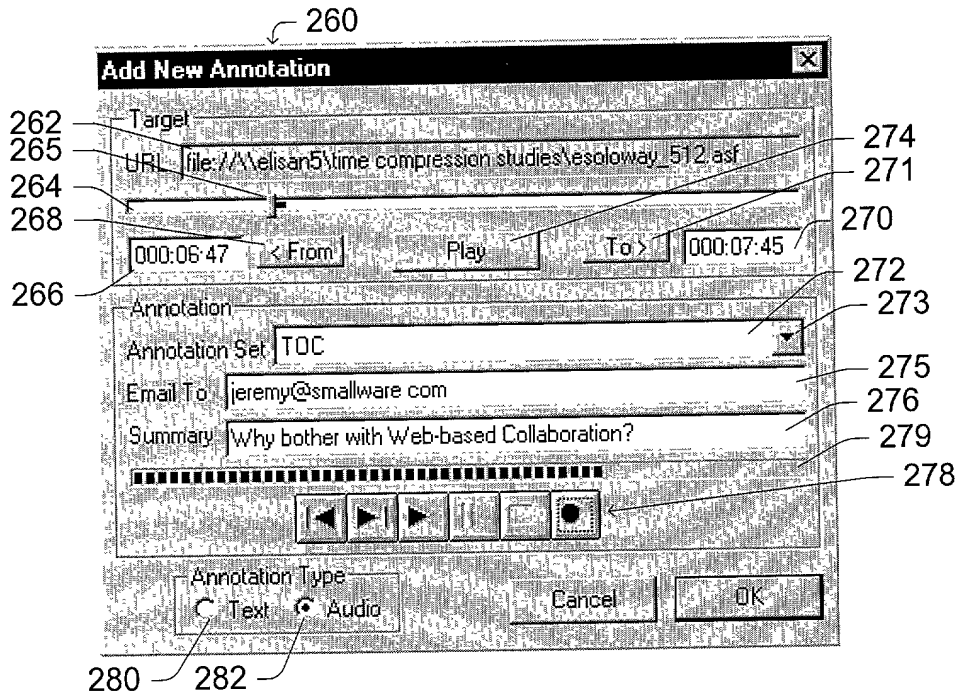 260
Add New Annotation
262
Target
274
265
URL file://\\elisan5\time compression studies\esoloway_512.asf
271
264
268
270
000:06:47 < From Play To > 000:07:45
266
272
Annotation
273
Annotation Set TOC
275
Email To jeremy@smallware com
276
Summary Why bother with Web-based Collaboration?
279
278
Annotation Type
Text Audio Cancel OK
280 282